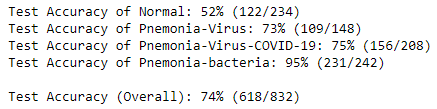 Test Accuracy of Normal: 52% (122/234)
Test Accuracy of Pnemonia-Virus: 73% (109/148)
Test Accuracy of Pnemonia-Virus-COVID-19: 75% (156/208)
Test Accuracy of Pnemonia-bacteria: 95% (231/242)
Test Accuracy (Overall): 74% (618/832)